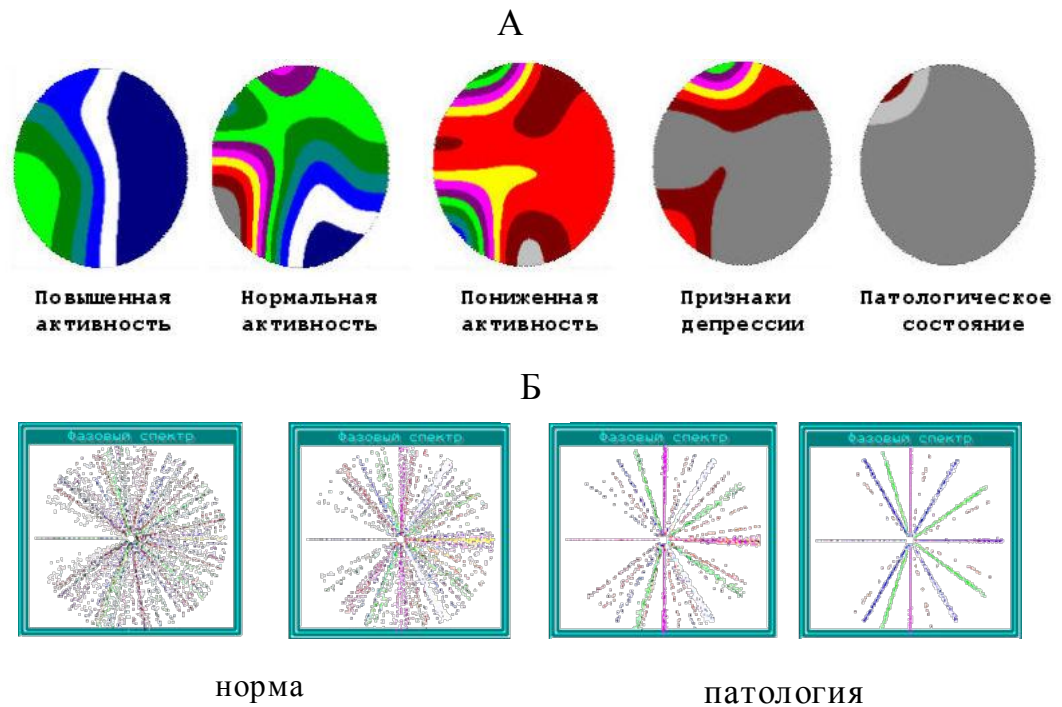 А
Повышенная
активность
Нормальная
активность
Пониженная
активность
Признаки
депрессии
Патологическое
состояние
Б
Фазовый спектр
Фазовый спектр
Фазовый спектр
Фазовый спектр
норма
патология